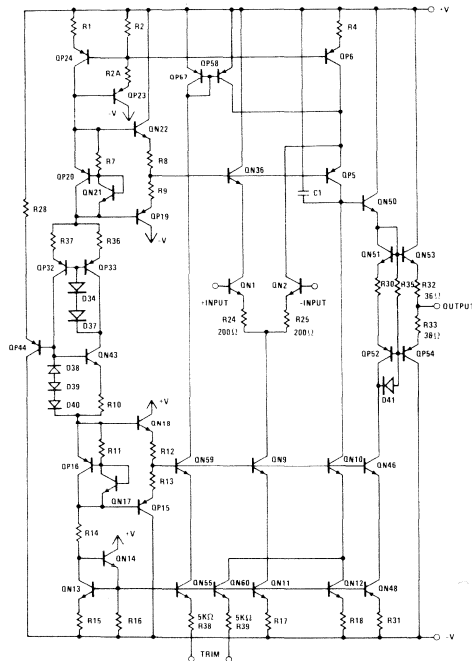 +V
R1 R2 R4
QP24 QP58 QP6
R2A QP57
QP23
-V
QN22
R7 R8 QN36
QP20 QP5
QN21 R9 C1 QN50
R28 QP19
-V
R37 R36 QN51 QN53
QP32 QP33 QN1 QN2 R30 R35 R32
D34 +INPUT -INPUT 36Ω
R24 R25 OUTPUT
D37 200Ω 200Ω R33
38Ω
QP44 QN43 QP52 QP54
D38
D39 D41
D40 R10
+V
QN18
R11 R12 QN59 QN9 QN10 QN46
QP16 R13
QN17 QP15
R14 +V
QN14
QN13 QN55 QN60 QN11 QN12 QN48
R15 R16 5KΩ 5KΩ R17 R18 R31
R38 R39
-V
TRIM